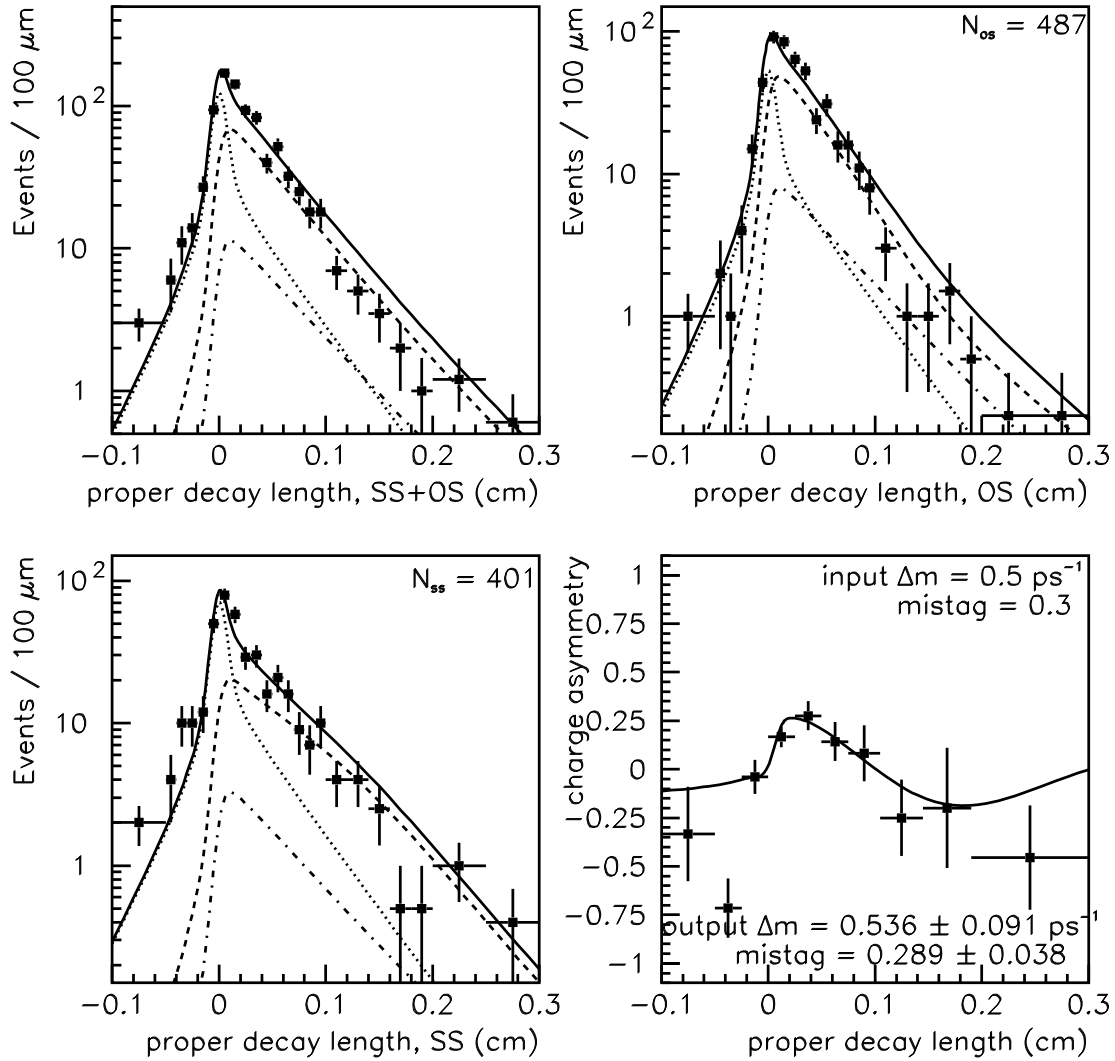 Events / 100 μm
10²
10
1
−0.1 0 0.1 0.2 0.3
proper decay length, SS+OS (cm)
Events / 100 μm
N_os = 487
10²
10
1
−0.1 0 0.1 0.2 0.3
proper decay length, OS (cm)
Events / 100 μm
N_ss = 401
10²
10
1
−0.1 0 0.1 0.2 0.3
proper decay length, SS (cm)
charge asymmetry
input Δm = 0.5 ps⁻¹
mistag = 0.3
1
0.75
0.5
0.25
0
−0.25
−0.5
−0.75
−1
output Δm = 0.536 ± 0.091 ps⁻¹
mistag = 0.289 ± 0.038
−0.1 0 0.1 0.2 0.3
proper decay length (cm)